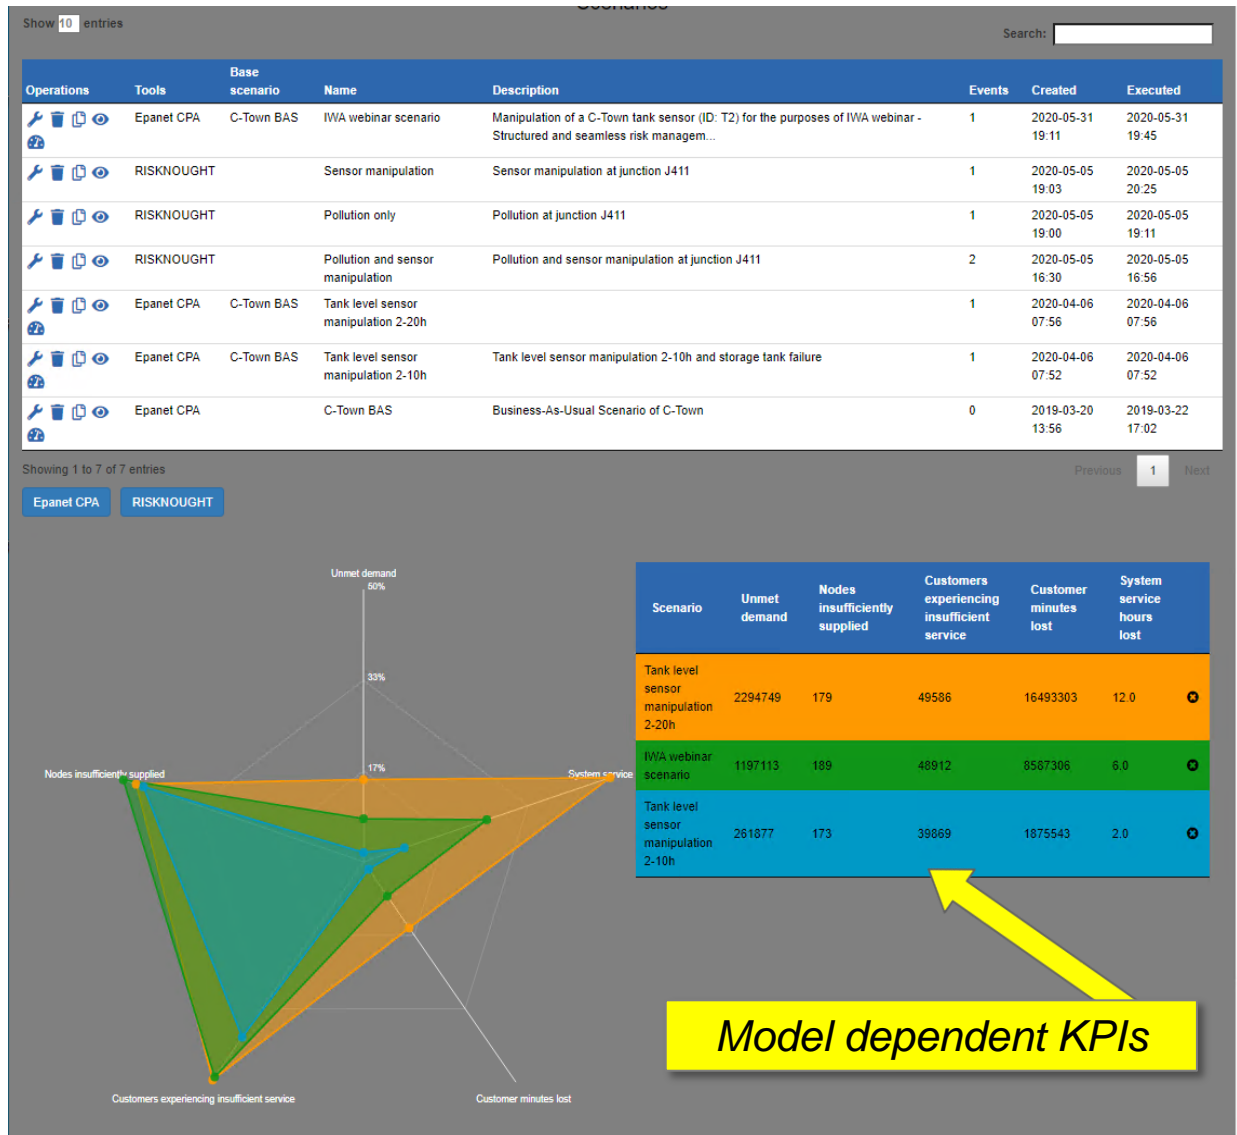 Scenarios
Show 10 entries
Search:
Operations Tools Base scenario Name Description Events Created Executed
Epanet CPA C-Town BAS IWA webinar scenario Manipulation of a C-Town tank sensor (ID: T2) for the purposes of IWA webinar - 1 2020-05-31 2020-05-31
Structured and seamless risk managem... 19:11 19:45
RISKNOUGHT Sensor manipulation Sensor manipulation at junction J411 1 2020-05-05 2020-05-05
19:03 20:25
RISKNOUGHT Pollution only Pollution at junction J411 1 2020-05-05 2020-05-05
19:00 19:11
RISKNOUGHT Pollution and sensor Pollution and sensor manipulation at junction J411 2 2020-05-05 2020-05-05
manipulation 16:30 16:56
Epanet CPA C-Town BAS Tank level sensor 1 2020-04-06 2020-04-06
manipulation 2-20h 07:56 07:56
Epanet CPA C-Town BAS Tank level sensor Tank level sensor manipulation 2-10h and storage tank failure 1 2020-04-06 2020-04-06
manipulation 2-10h 07:52 07:52
Epanet CPA C-Town BAS Business-As-Usual Scenario of C-Town 0 2019-03-20 2019-03-22
13:56 17:02
Showing 1 to 7 of 7 entries
Previous 1 Next
Epanet CPA RISKNOUGHT
Unmet demand
50%
33%
17%
Nodes insufficiently supplied
System service
Customers experiencing insufficient service
Customer minutes lost
Scenario
Unmet
demand
Nodes
insufficiently
supplied
Customers
experiencing
insufficient
service
Customer
minutes
lost
System
service
hours
lost
Tank level
sensor
manipulation
2-20h
2294749 179 49586 16493303 12.0
IWA webinar
scenario
1197113 189 48912 8587306 6.0
Tank level
sensor
manipulation
2-10h
261877 173 39869 1875543 2.0
Model dependent KPIs